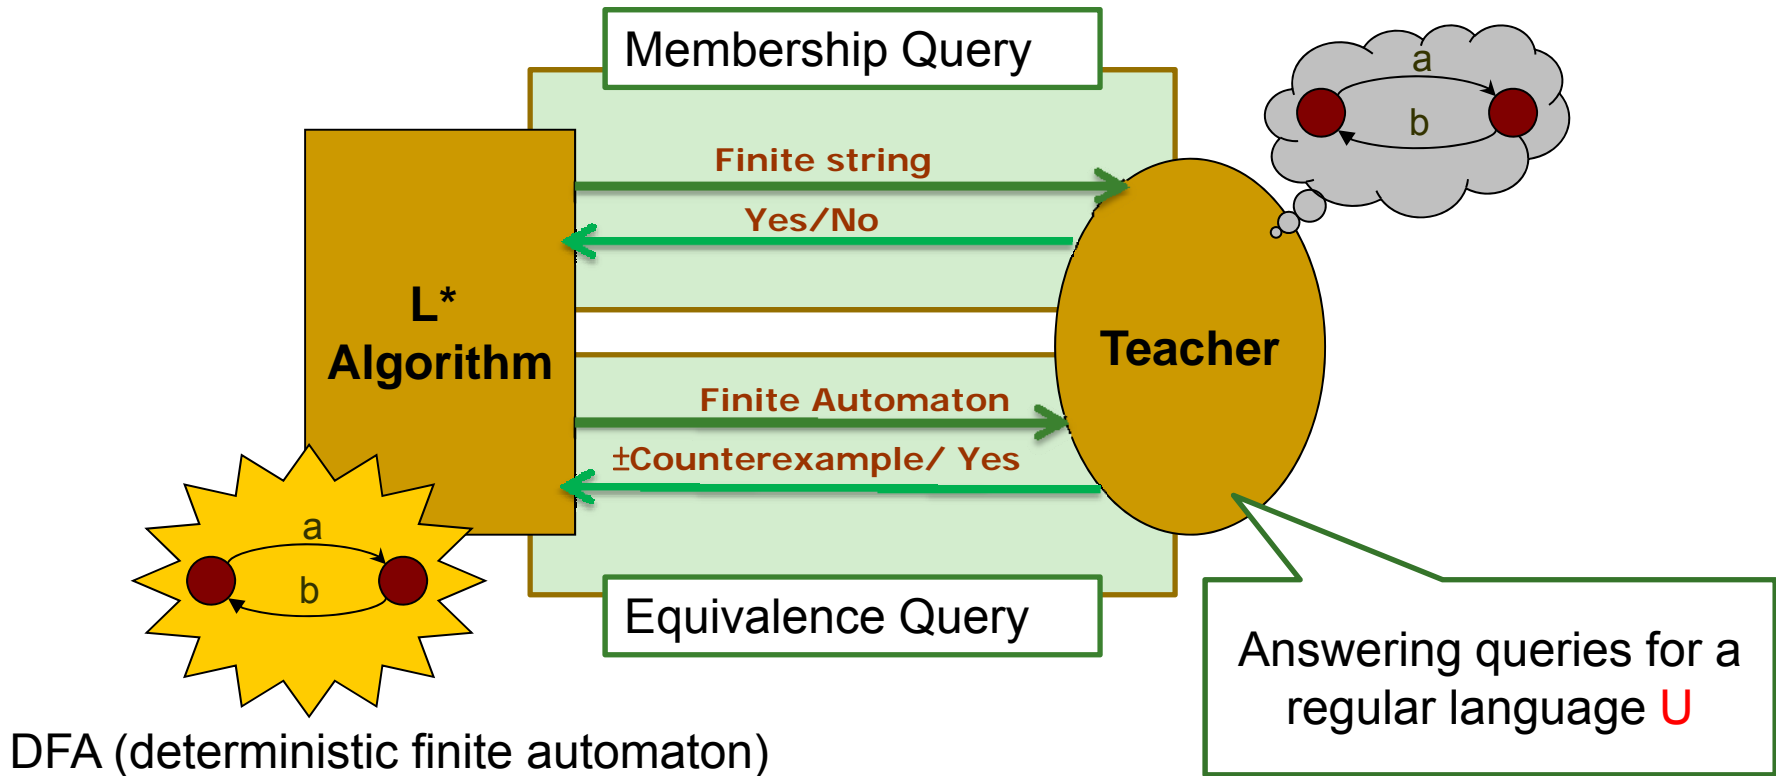 Membership Query
a
b
Finite string
Yes/No
L*
Algorithm
Teacher
Finite Automaton
±Counterexample/ Yes
a
b
Equivalence Query
Answering queries for a
regular language U
DFA (deterministic finite automaton)